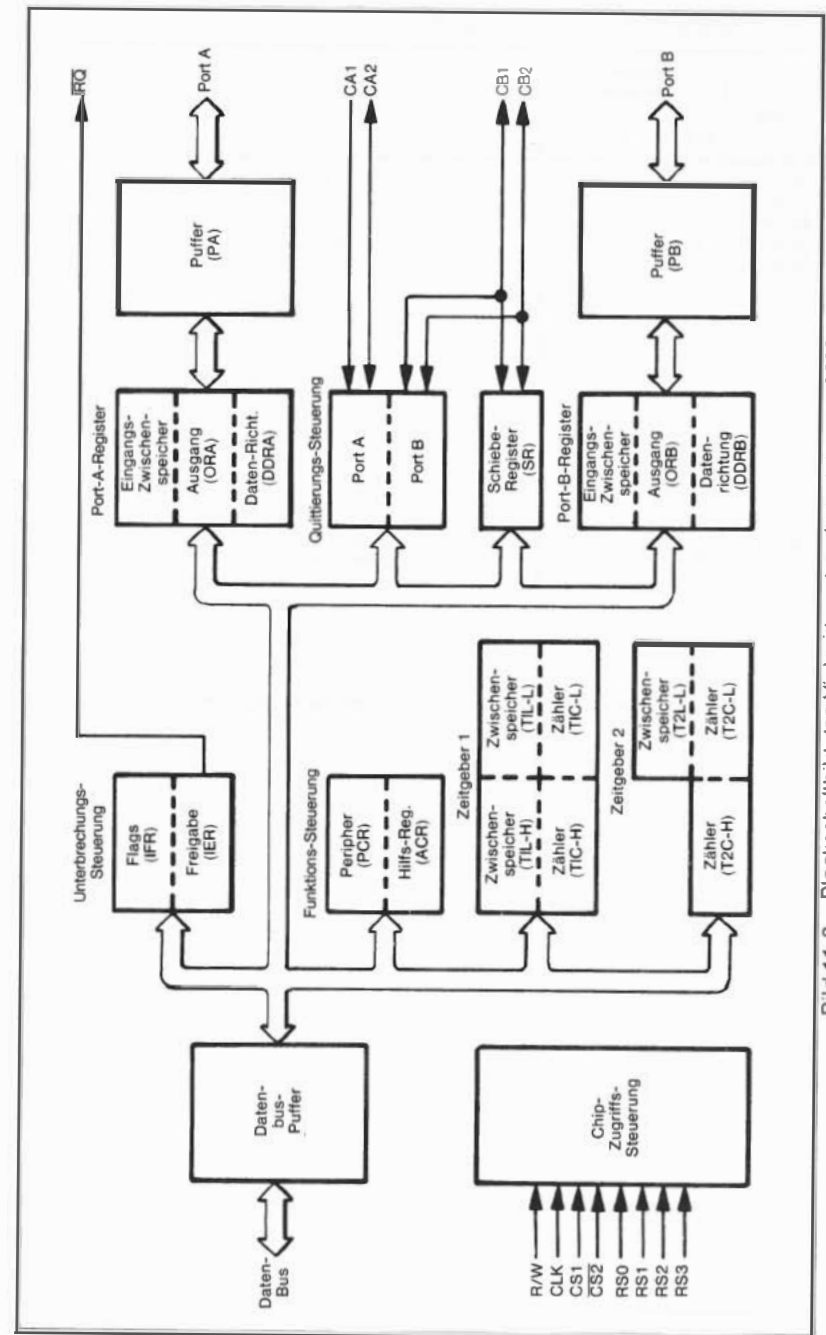 Unterbrechungs-
Steuerung
Flags
(IFR)
Freigabe
(IER)
IRQ
Port-A-Register
Eingangs-
Zwischen-
speicher
Ausgang
(ORA)
Daten-Richt.
(DDRA)
Puffer
(PA)
Port A
Daten-
Bus
Daten-
bus-
Puffer
Funktions-Steuerung
Peripher
(PCR)
Hilfs-Reg.
(ACR)
Quittierungs-Steuerung
Port A
Port B
CA1
CA2
Zeitgeber 1
Zwischen-
speicher
(TIL-H)
Zwischen-
speicher
(TIL-L)
Zähler
(TIC-H)
Zähler
(TIC-L)
Schiebe-
Register
(SR)
CB1
CB2
R/W
CLK
CS1
CS2
RS0
RS1
RS2
RS3
Chip-
Zugriffs-
Steuerung
Zeitgeber 2
Zwischen-
speicher
(T2L-L)
Zähler
(T2C-H)
Zähler
(T2C-L)
Port-B-Register
Eingangs-
Zwischen-
speicher
Ausgang
(ORB)
Daten-
richtung
(DDRB)
Puffer
(PB)
Port B